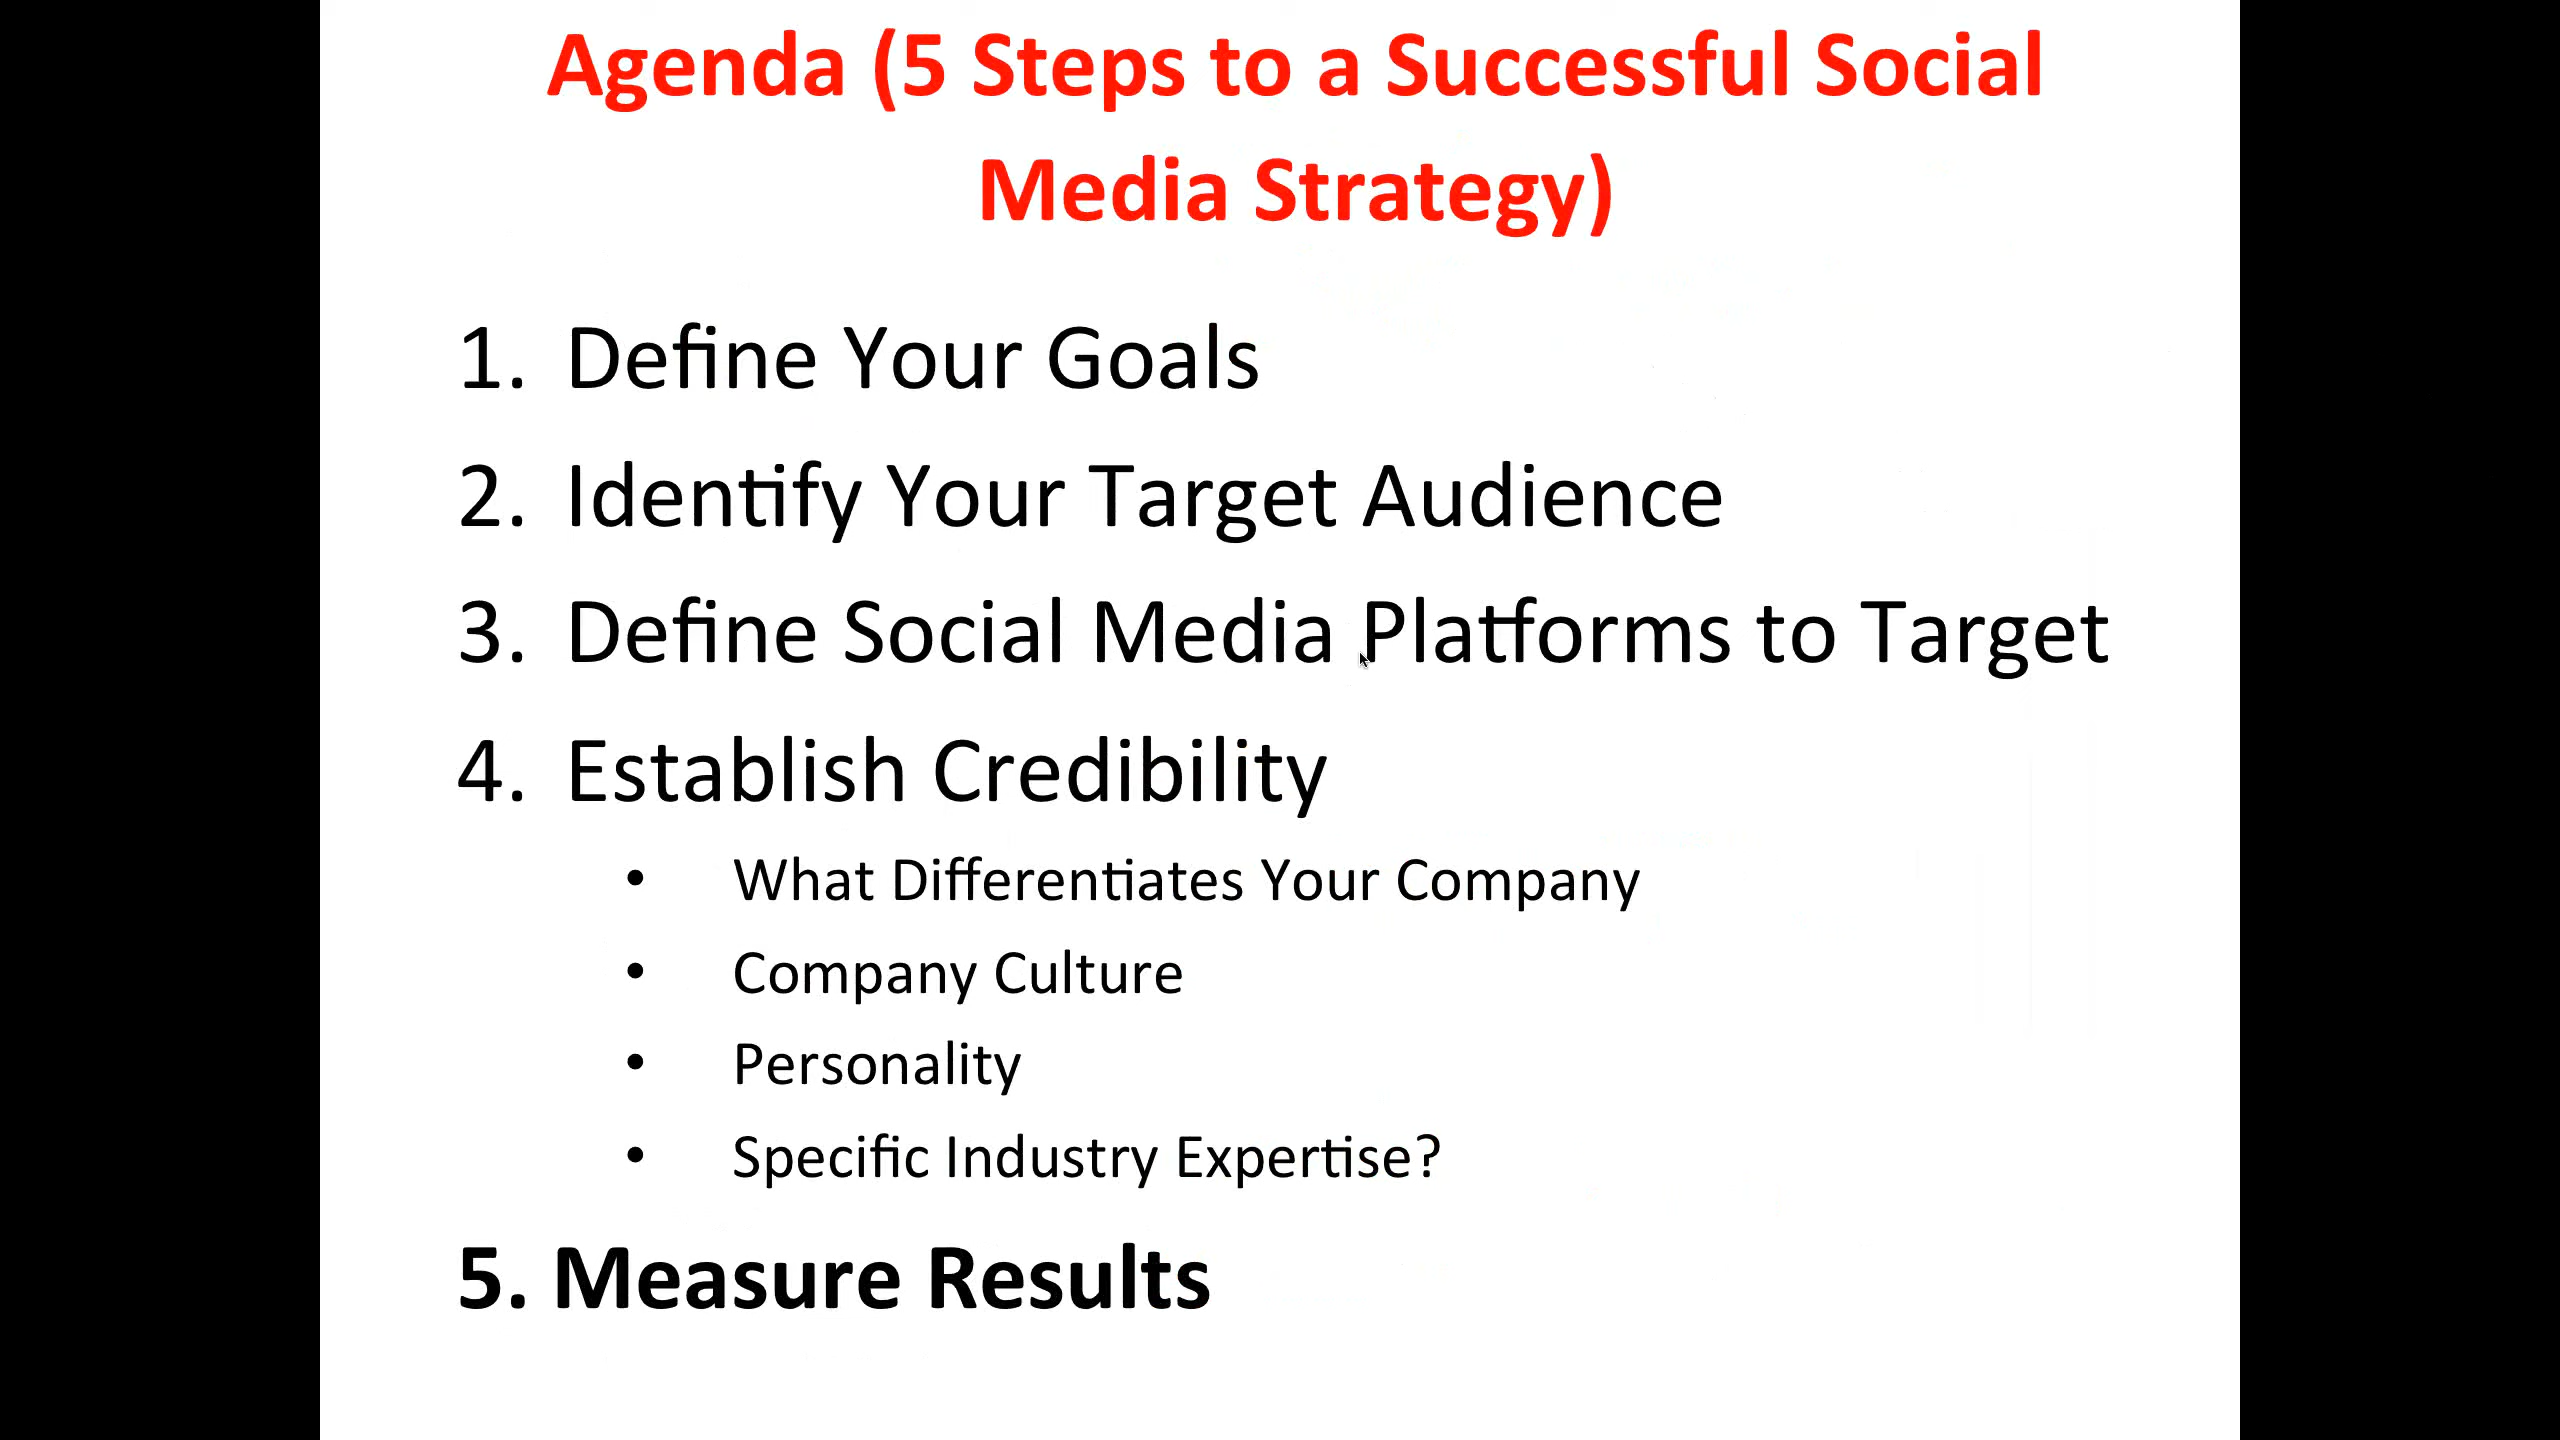 Agenda (5 Steps to a Successful Social
Media Strategy)
1. Define Your Goals
2. Identify Your Target Audience
3. Define Social Media Platforms to Target
4. Establish Credibility
• What Differentiates Your Company
• Company Culture
• Personality
• Specific Industry Expertise?
5. Measure Results